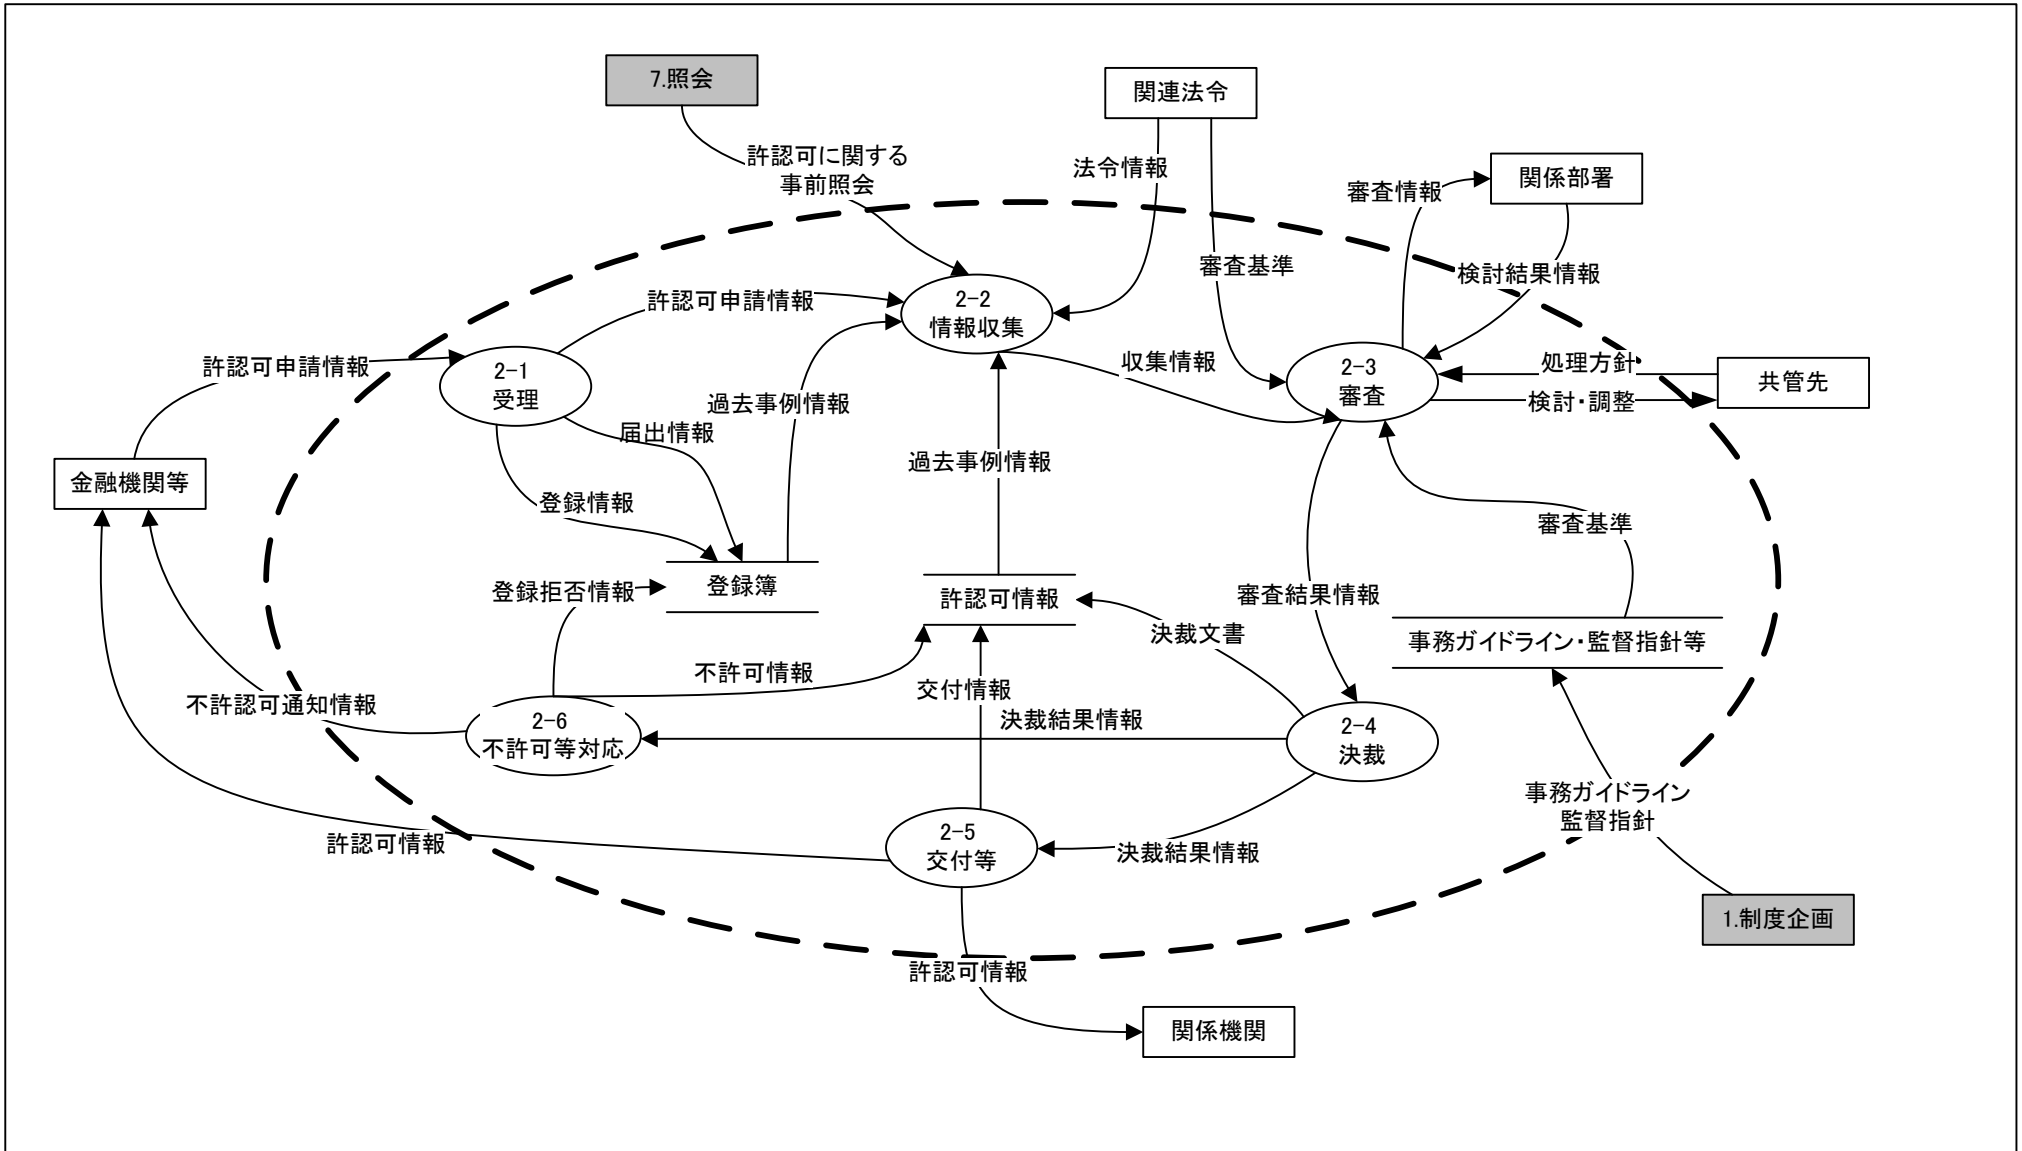 7.照会
関連法令
許認可に関する
事前照会
法令情報
関係部署
審査情報
審査基準
検討結果情報
許認可申請情報
2-2
情報収集
許認可申請情報
2-1
受理
収集情報
2-3
審査
処理方針
共管先
検討・調整
過去事例情報
届出情報
過去事例情報
金融機関等
登録情報
審査基準
登録拒否情報
登録簿
許認可情報
審査結果情報
決裁文書
事務ガイドライン・監督指針等
不許可情報
交付情報
不許認可通知情報
2-6
不許可等対応
決裁結果情報
2-4
決裁
事務ガイドライン
監督指針
許認可情報
2-5
交付等
決裁結果情報
1.制度企画
許認可情報
関係機関